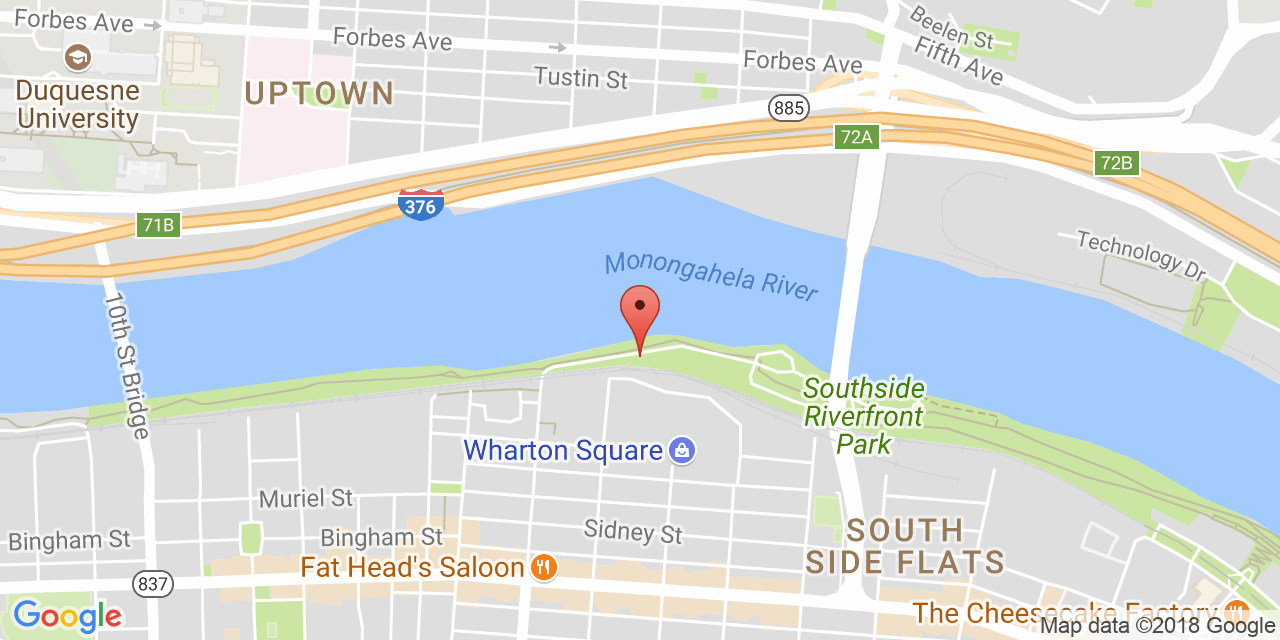 Forbes Ave
Forbes Ave
Beelen St
Fifth Ave
Forbes Ave
Tustin St
Duquesne
University
UPTOWN
885
72A
72B
376
71B
Technology Dr
Monongahela River
10th St Bridge
Southside
Riverfront
Park
Wharton Square
Muriel St
Bingham St
Bingham St
Sidney St
SOUTH
SIDE FLATS
Fat Head's Saloon
837
The Cheesecake Factory
Google
Map data ©2018 Google